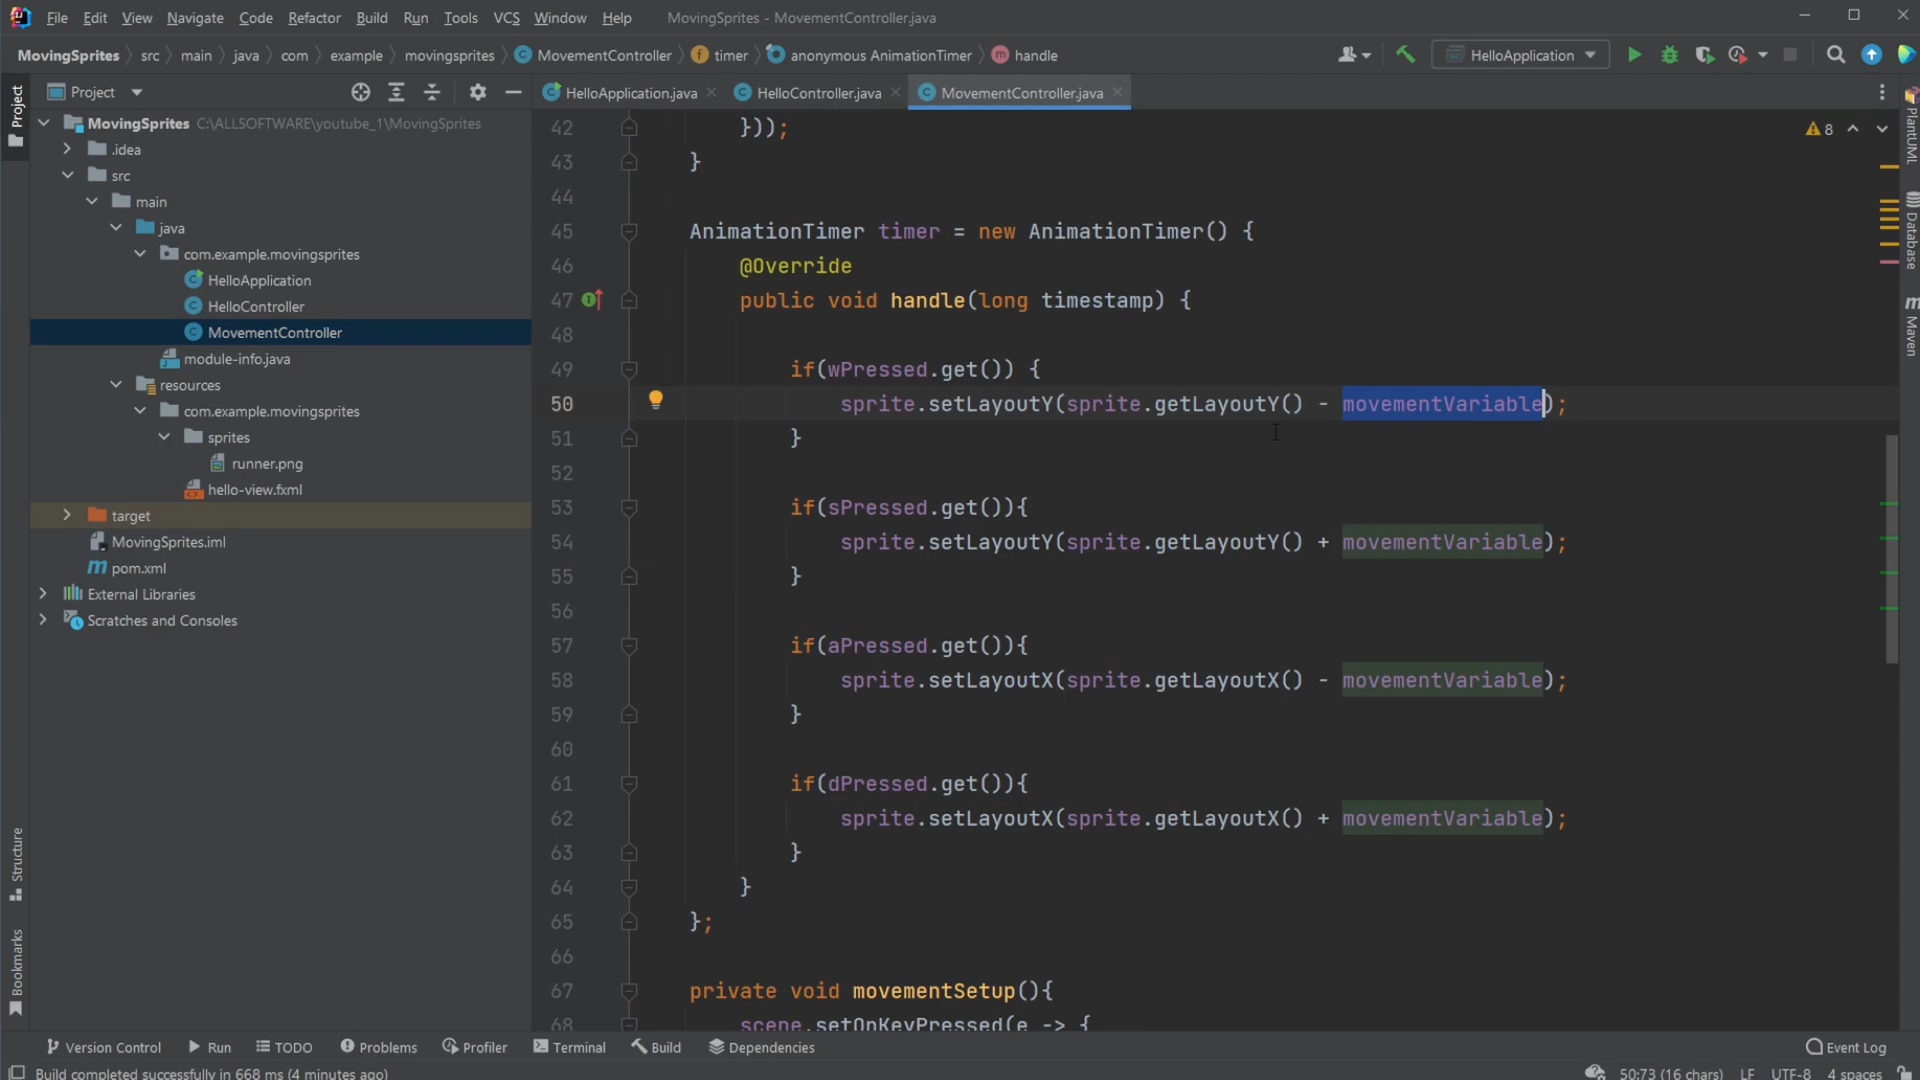 File Edit View Navigate Code Refactor Build Run Tools VCS Window Help MovingSprites - MovementController.java
MovingSprites src main java com example movingsprites MovementController timer anonymous AnimationTimer handle HelloApplication
Project
HelloApplication.java HelloController.java MovementController.java
MovingSprites C:\ALLSOFTWARE\youtube_1\MovingSprites
.idea
src
main
java
com.example.movingsprites
HelloApplication
HelloController
MovementController
module-info.java
resources
com.example.movingsprites
sprites
runner.png
hello-view.fxml
target
MovingSprites.iml
pom.xml
External Libraries
Scratches and Consoles
Project
Structure
Bookmarks
8
42 }));
43 }
44
45 AnimationTimer timer = new AnimationTimer() {
46 @Override
47 public void handle(long timestamp) {
48
49 if(wPressed.get()) {
50 sprite.setLayoutY(sprite.getLayoutY() - movementVariable);
51 }
52
53 if(sPressed.get()){
54 sprite.setLayoutY(sprite.getLayoutY() + movementVariable);
55 }
56
57 if(aPressed.get()){
58 sprite.setLayoutX(sprite.getLayoutX() - movementVariable);
59 }
60
61 if(dPressed.get()){
62 sprite.setLayoutX(sprite.getLayoutX() + movementVariable);
63 }
64 }
65 };
66
67 private void movementSetup(){
68 scene.setOnKeyPressed(e -> {
PlantUML
Database
Maven
Version Control Run TODO Problems Profiler Terminal Build Dependencies Event Log
Build completed successfully in 668 ms (4 minutes ago) 50:73 (16 chars) LF UTF-8 4 spaces